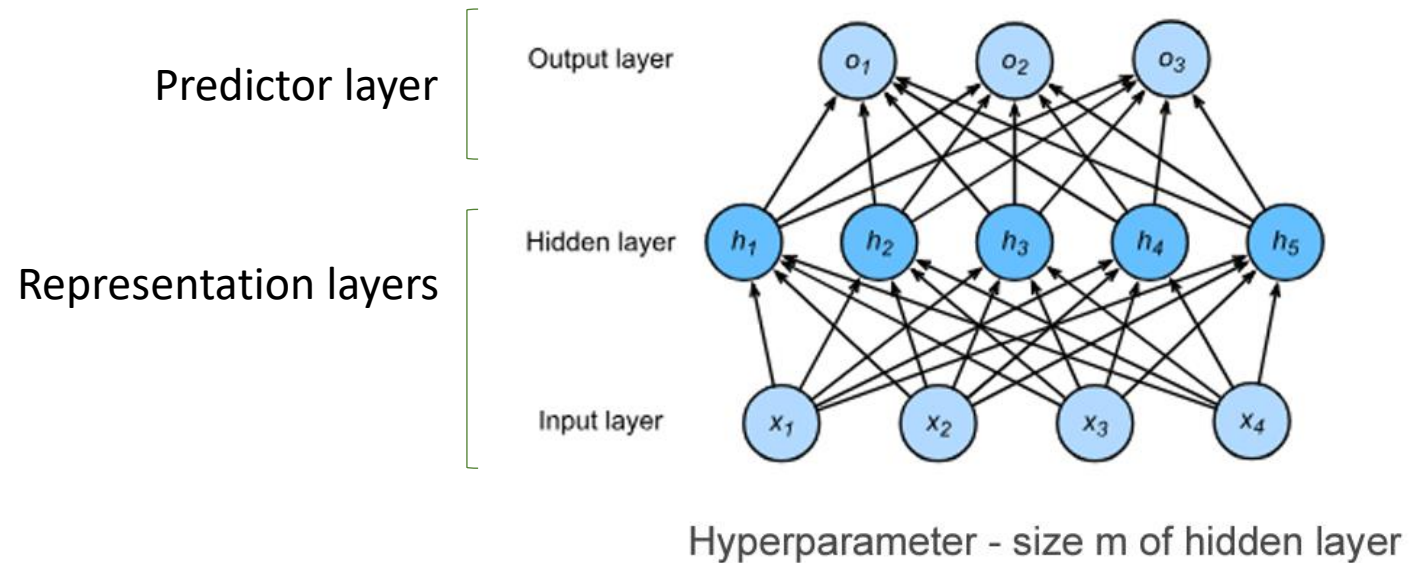 Predictor layer
Output layer
o1 o2 o3
Representation layers
Hidden layer
h1 h2 h3 h4 h5
Input layer
x1 x2 x3 x4
Hyperparameter - size m of hidden layer